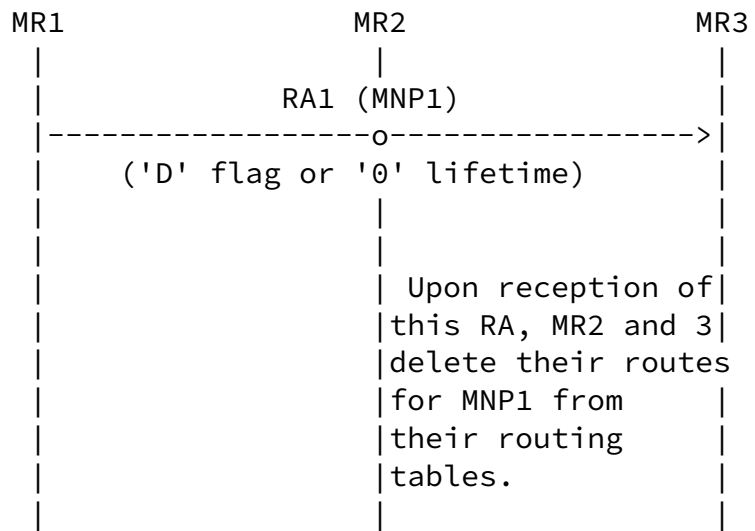 MR1 MR2 MR3
RA1 (MNP1)
('D' flag or '0' lifetime)
Upon reception of
this RA, MR2 and 3
delete their routes
for MNP1 from
their routing
tables.